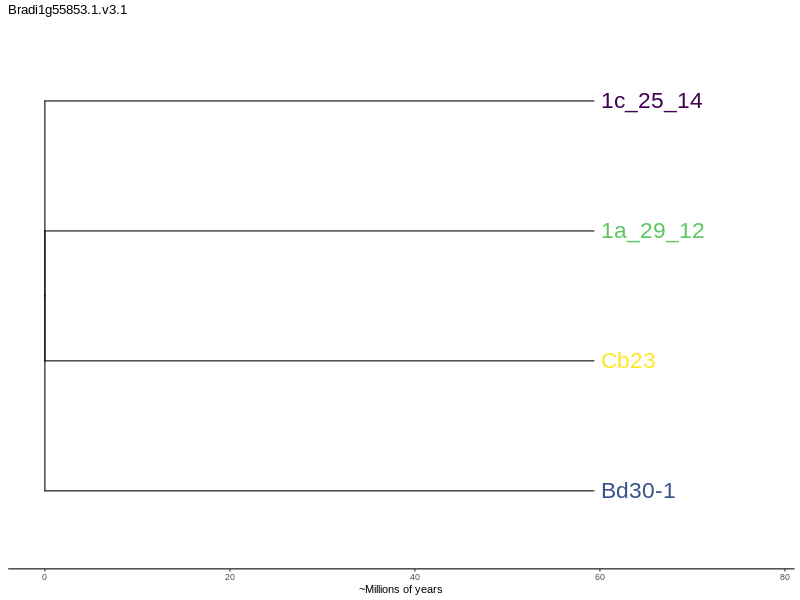 Bradi1g55853.1.v3.1
1c_25_14
1a_29_12
Cb23
Bd30-1
0 20 40 60 80
~Millions of years